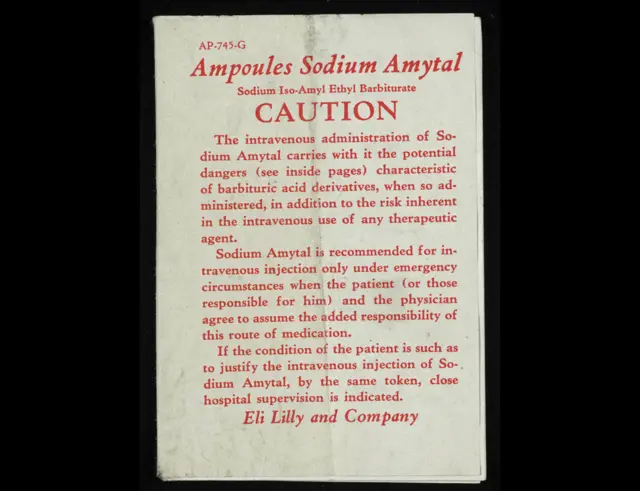 AP-745-G
Ampoules Sodium Amytal
Sodium Iso-Amyl Ethyl Barbiturate
CAUTION
The intravenous administration of So-
dium Amytal carries with it the potential
dangers (see inside pages) characteristic
of barbituric acid derivatives, when so ad-
ministered, in addition to the risk inherent
in the intravenous use of any therapeutic
agent.
Sodium Amytal is recommended for in-
travenous injection only under emergency
circumstances when the patient (or those
responsible for him) and the physician
agree to assume the added responsibility of
this route of medication.
If the condition of the patient is such as
to justify the intravenous injection of So-
dium Amytal, by the same token, close
hospital supervision is indicated.
Eli Lilly and Company